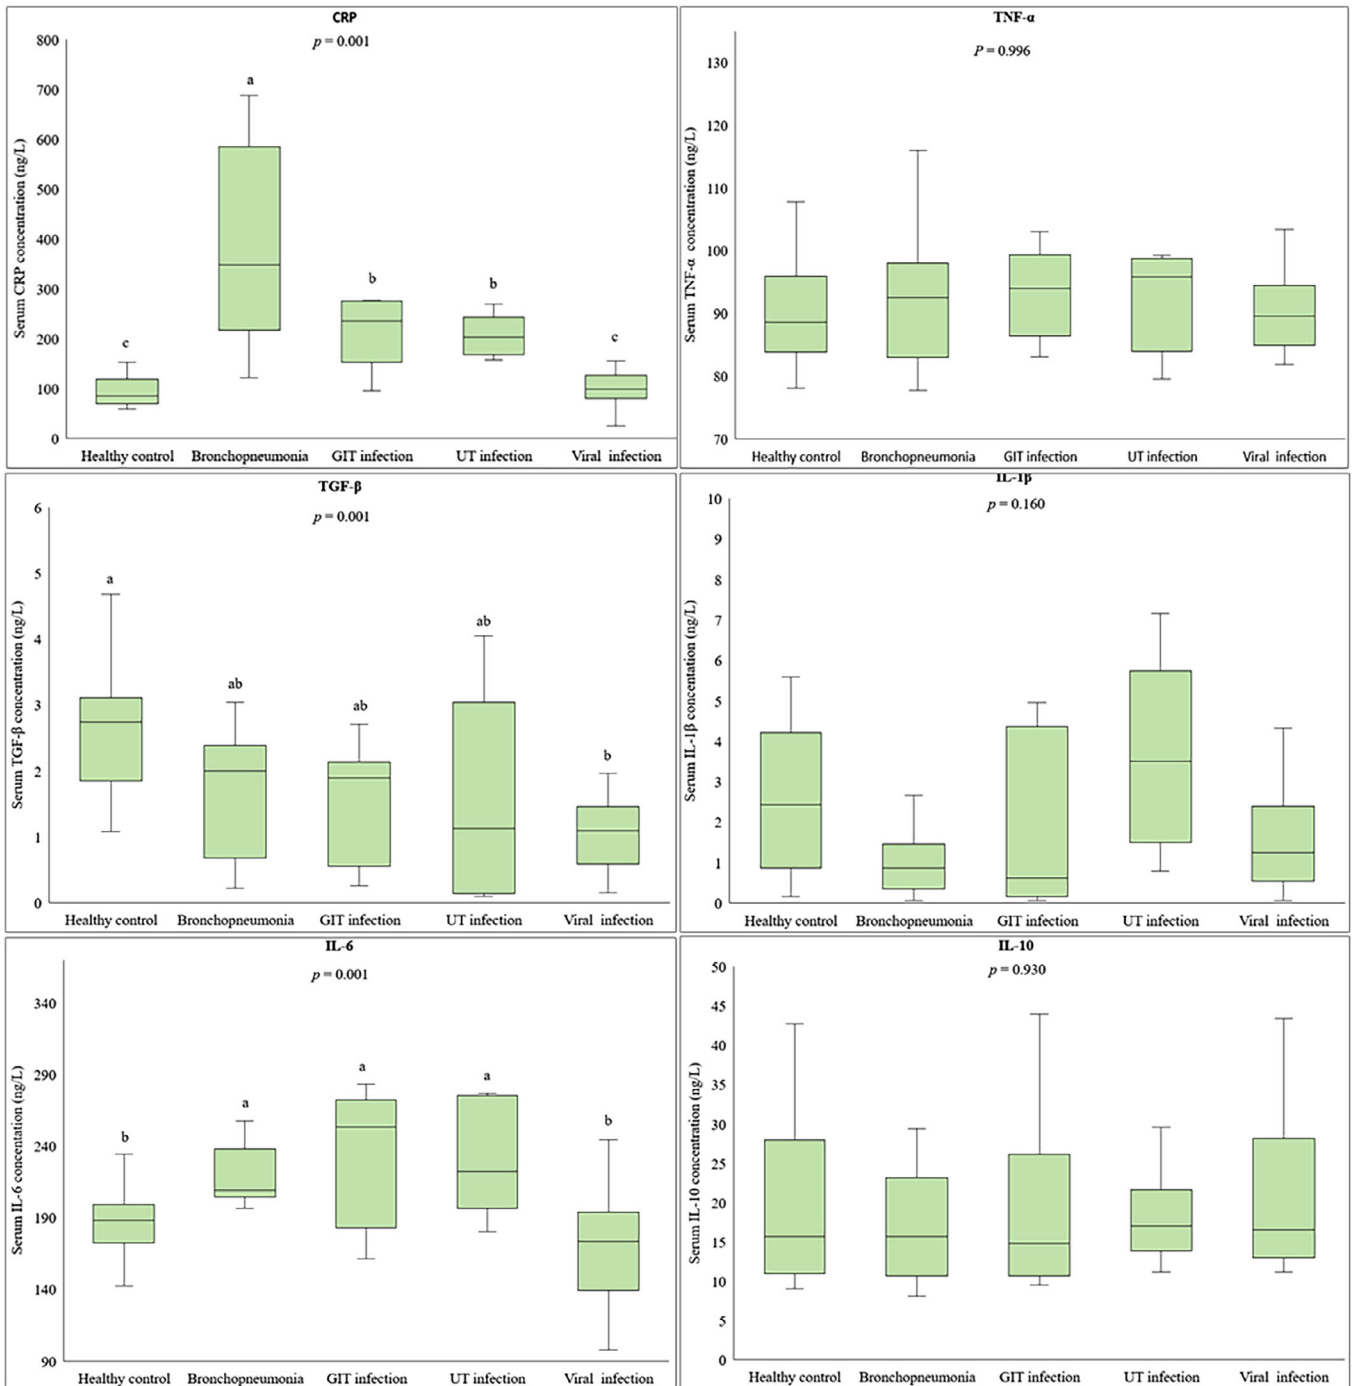 CRP
p = 0.001
800
700
600
500
400
300
200
100
0
Serum CRP concentration (ng/L)
a
b
b
c
c
Healthy control Bronchopneumonia GIT infection UT infection Viral infection
TNF-α
P = 0.996
130
120
110
100
90
80
70
Serum TNF-α concentration (ng/L)
Healthy control Bronchopneumonia GIT infection UT infection Viral infection
TGF-β
p = 0.001
6
5
4
3
2
1
0
Serum TGF-β concentration (ng/L)
a
ab
ab
ab
b
Healthy control Bronchopneumonia GIT infection UT infection Viral infection
IL-1β
p = 0.160
10
9
8
7
6
5
4
3
2
1
0
Serum IL-1β concentration (ng/L)
Healthy control Bronchopneumonia GIT infection UT infection Viral infection
IL-6
p = 0.001
340
290
240
190
140
90
Serum IL-6 concentation (ng/L)
b
a
a
a
b
Healthy control Bronchopneumonia GIT infection UT infection Viral infection
IL-10
p = 0.930
50
45
40
35
30
25
20
15
10
5
0
Serum IL-10 concentration (ng/L)
Healthy control Bronchopneumonia GIT infection UT infection Viral infection